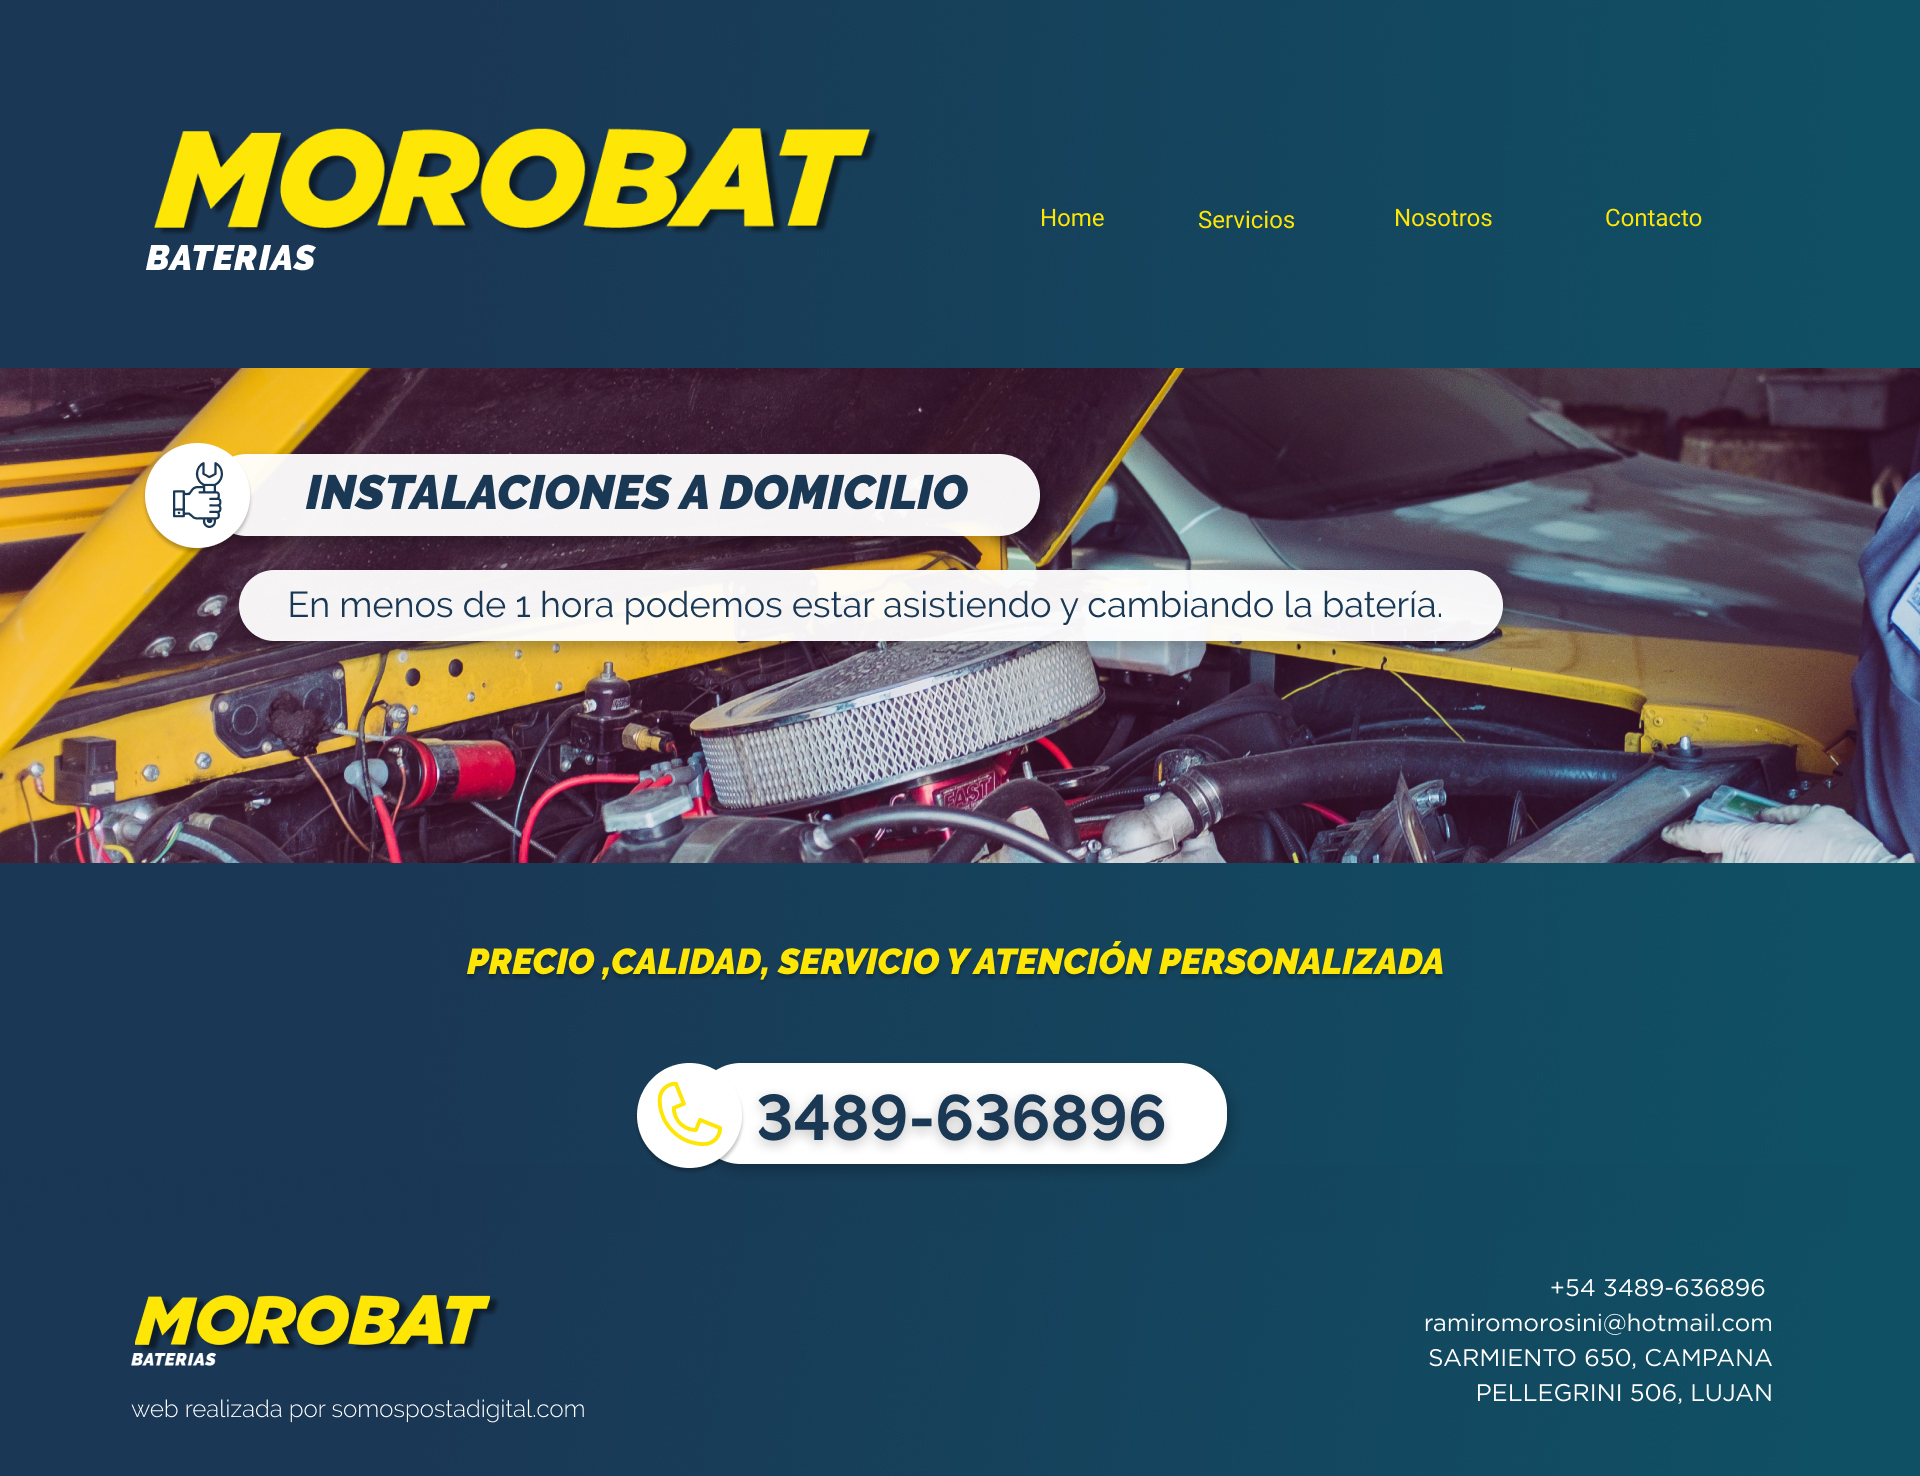 MOROBAT
BATERIAS
Home
Servicios
Nosotros
Contacto
INSTALACIONES A DOMICILIO
En menos de 1 hora podemos estar asistiendo y cambiando la batería.
FAST
PRECIO ,CALIDAD, SERVICIO Y ATENCIÓN PERSONALIZADA
3489-636896
MOROBAT
BATERIAS
web realizada por somospostadigital.com
+54 3489-636896
ramiromorosini@hotmail.com
SARMIENTO 650, CAMPANA
PELLEGRINI 506, LUJAN